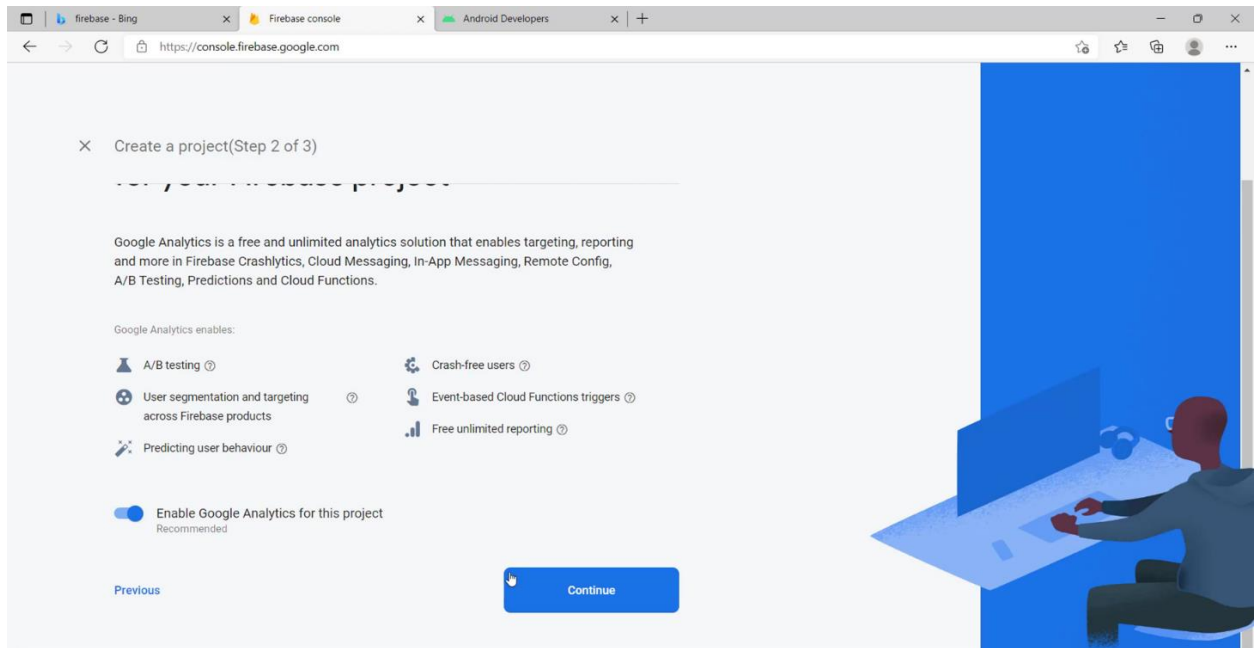 firebase - Bing
Firebase console
Android Developers
https://console.firebase.google.com
Create a project(Step 2 of 3)
for your Firebase project
Google Analytics is a free and unlimited analytics solution that enables targeting, reporting
and more in Firebase Crashlytics, Cloud Messaging, In-App Messaging, Remote Config,
A/B Testing, Predictions and Cloud Functions.
Google Analytics enables:
A/B testing
User segmentation and targeting
across Firebase products
Predicting user behaviour
Crash-free users
Event-based Cloud Functions triggers
Free unlimited reporting
Enable Google Analytics for this project
Recommended
Previous
Continue